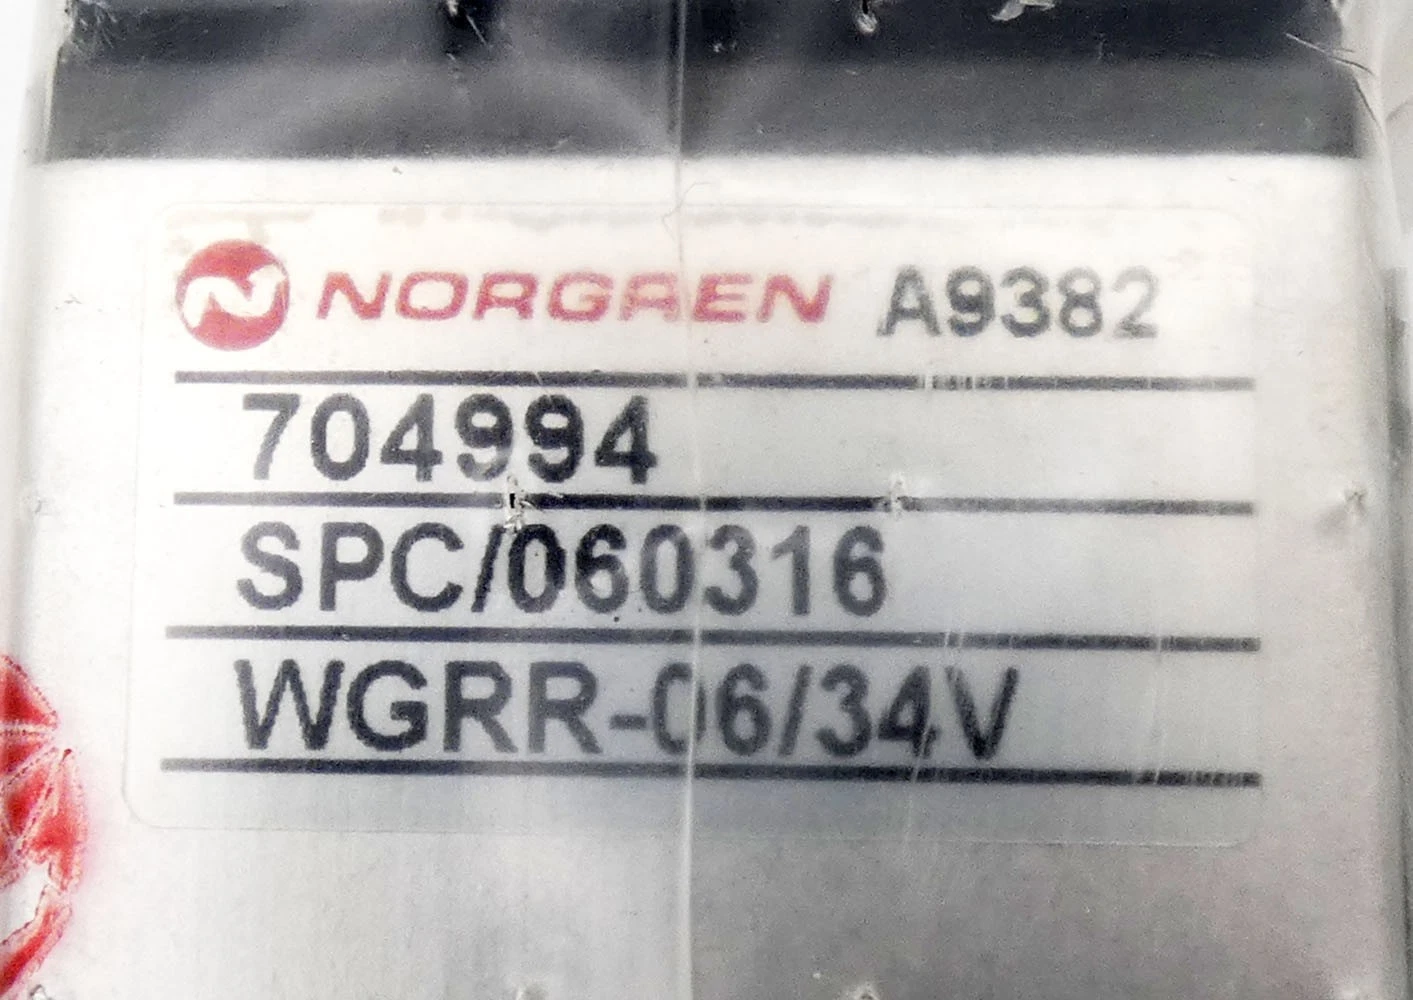 NORGREN A9382
704994
SPC/060316
WGRR-06/34V